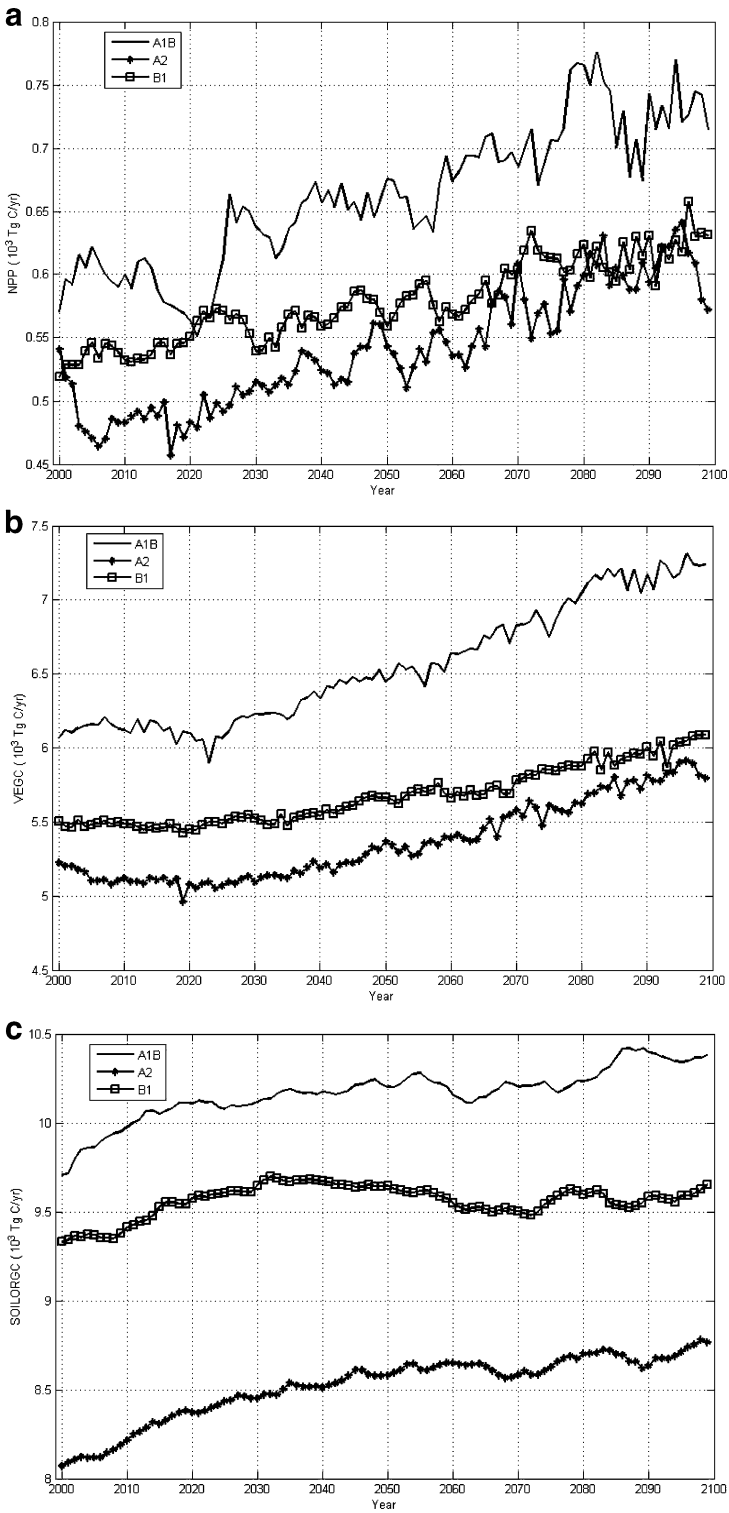 a
0.8
0.75
0.7
0.65
0.6
0.55
0.5
0.45
NPP ( 10³ Tg C/yr)
A1B
A2
B1
2000 2010 2020 2030 2040 2050 2060 2070 2080 2090 2100
Year
b
7.5
7
6.5
6
5.5
5
4.5
VEGC ( 10³ Tg C/yr)
A1B
A2
B1
2000 2010 2020 2030 2040 2050 2060 2070 2080 2090 2100
Year
c
10.5
10
9.5
9
8.5
8
SOILORGC ( 10³ Tg C/yr)
A1B
A2
B1
2000 2010 2020 2030 2040 2050 2060 2070 2080 2090 2100
Year